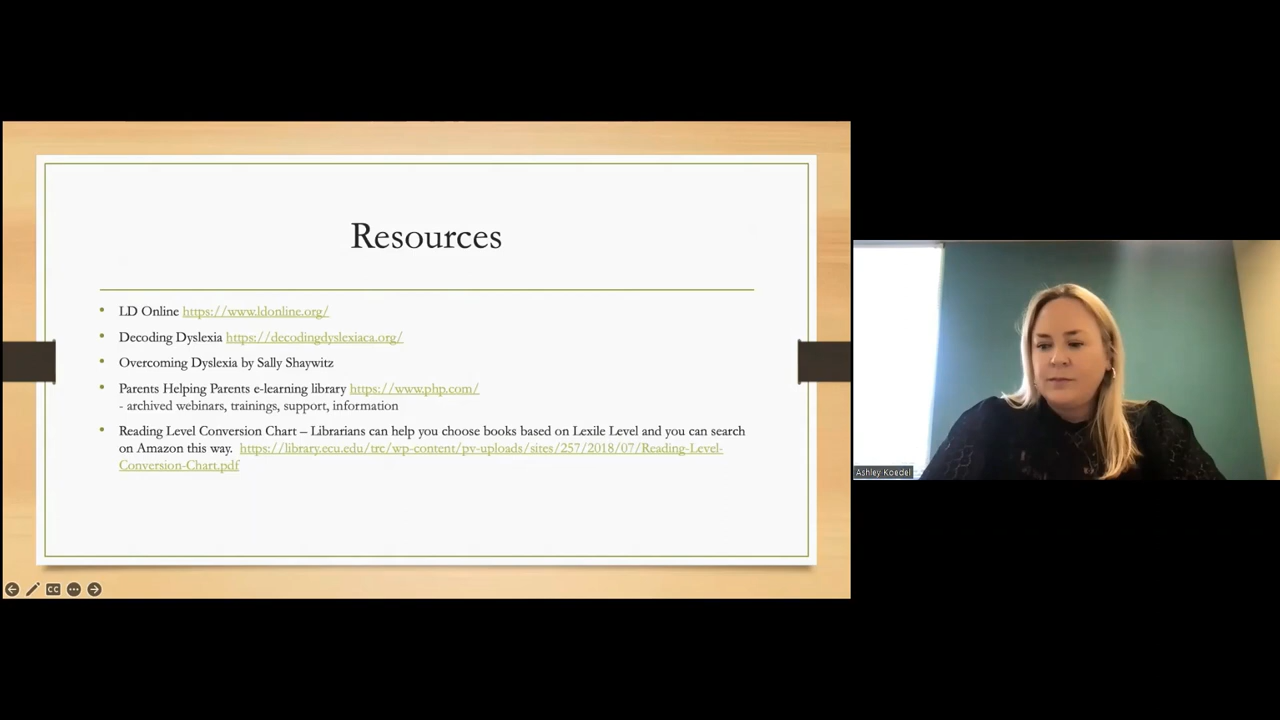 Resources
• LD Online https://www.ldonline.org/
• Decoding Dyslexia https://decodingdyslexiaca.org/
• Overcoming Dyslexia by Sally Shaywitz
• Parents Helping Parents e-learning library https://www.php.com/
- archived webinars, trainings, support, information
• Reading Level Conversion Chart – Librarians can help you choose books based on Lexile Level and you can search
on Amazon this way. https://library.ecu.edu/trc/wp-content/pv-uploads/sites/257/2018/07/Reading-Level-
Conversion-Chart.pdf
CC
Ashley Koedel